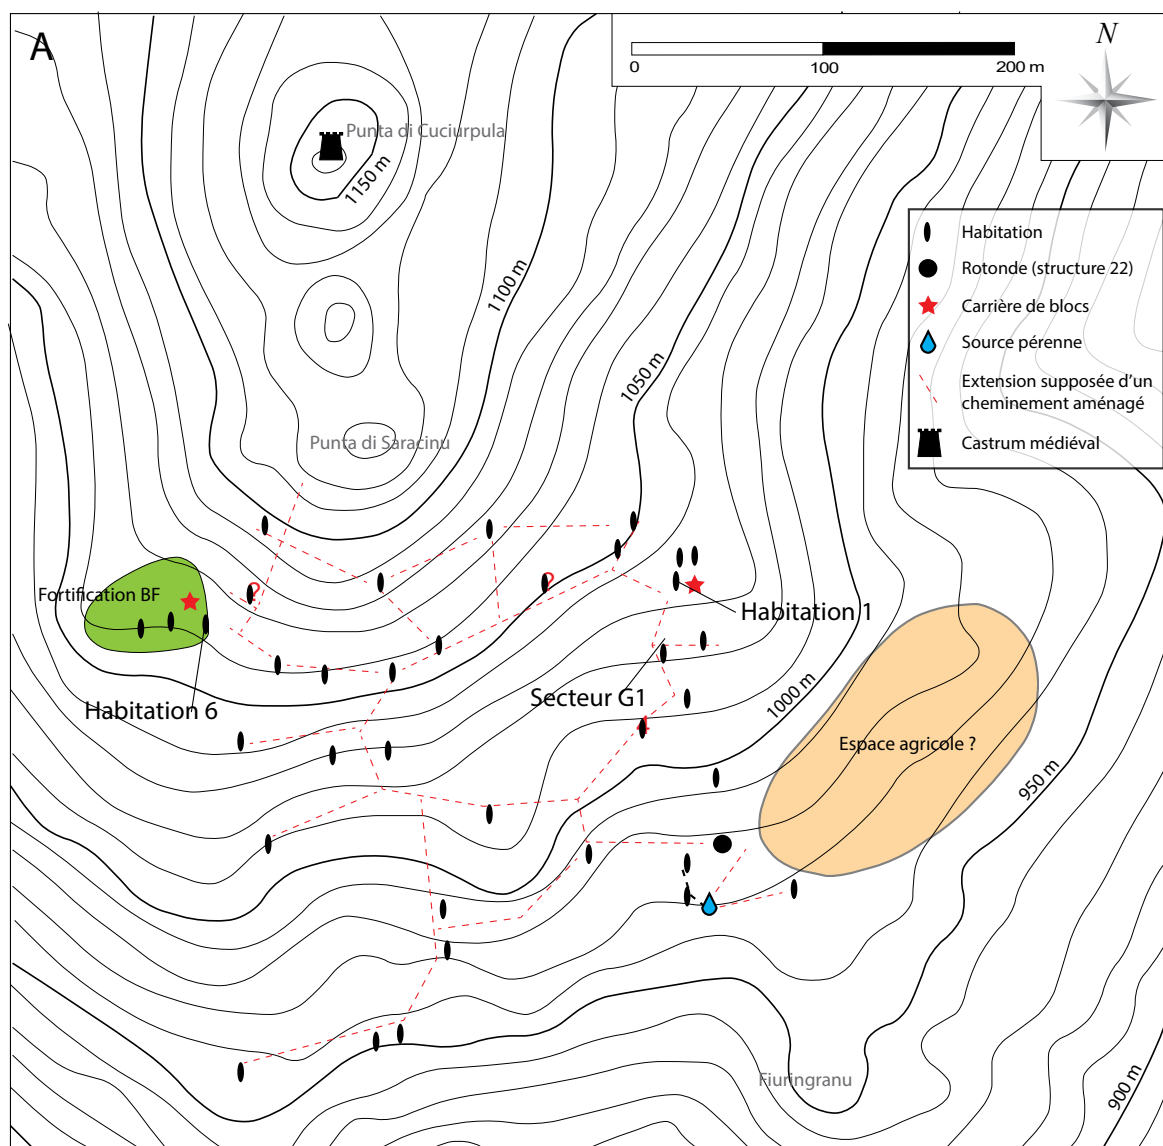 A
N
0
100
200 m
Punta di Cuciurpula
1150 m
Habitation
Rotonde (structure 22)
1100 m
Carrière de blocs
Source pérenne
1050 m
Extension supposée d'un
cheminement aménagé
Punta di Saracinu
Castrum médiéval
?
?
Fortification BF
Habitation 1
Habitation 6
Secteur G1
1000 m
4
Espace agricole ?
950 m
Fiuringranu
900 m